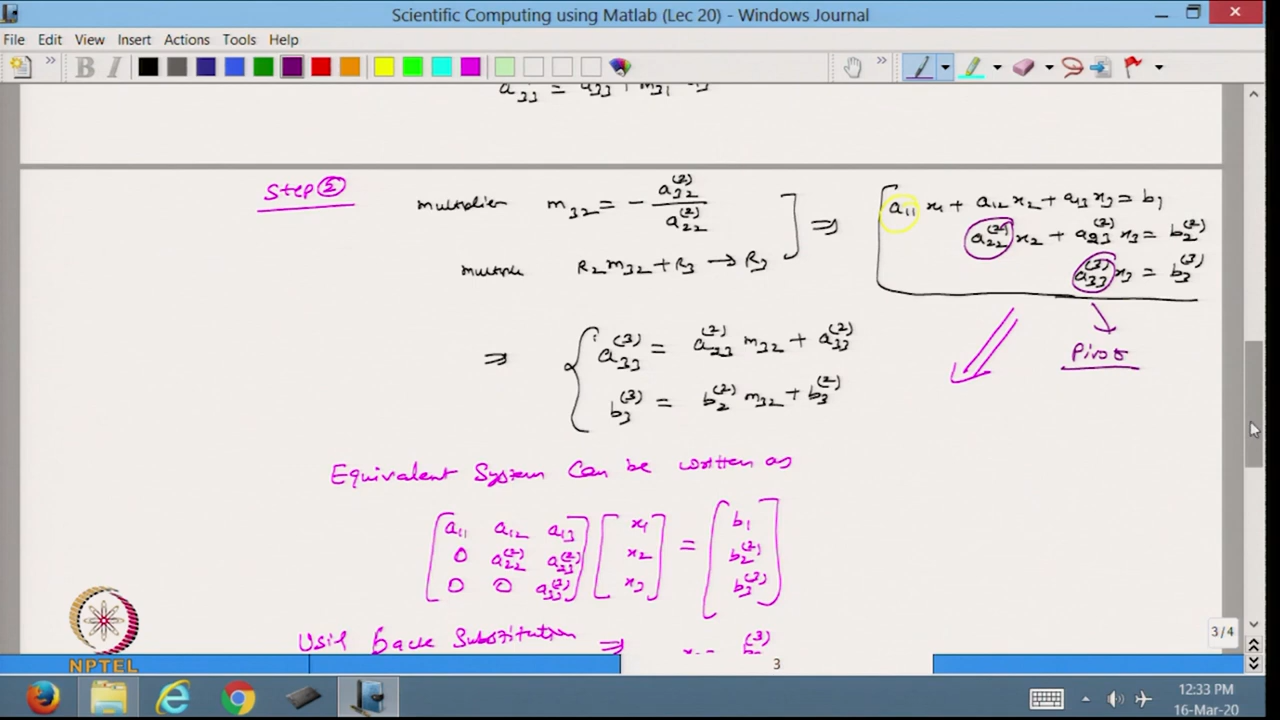 Scientific Computing using Matlab (Lec 20) - Windows Journal
File Edit View Insert Actions Tools Help
Step ②
multiplier m₃₂ = - a₃₂⁽²⁾ / a₂₂⁽²⁾
multiple R₂m₃₂ + R₃ → R₃
⇒
a₁₁ x₁ + a₁₂ x₂ + a₁₃ x₃ = b₁
a₂₂⁽²⁾ x₂ + a₂₃⁽²⁾ x₃ = b₂⁽²⁾
a₃₃⁽³⁾ x₃ = b₃⁽³⁾
Pivot
⇒ a₃₃⁽³⁾ = a₂₃⁽²⁾ m₃₂ + a₃₃⁽²⁾
b₃⁽³⁾ = b₂⁽²⁾ m₃₂ + b₃⁽²⁾
Equivalent System Can be written as
a₁₁ a₁₂ a₁₃ x₁ b₁
0 a₂₂⁽²⁾ a₂₃⁽²⁾ x₂ = b₂⁽²⁾
0 0 a₃₃⁽³⁾ x₃ b₃⁽³⁾
Using back Substitution ⇒
3/4
NPTEL
3
12:33 PM
16-Mar-20